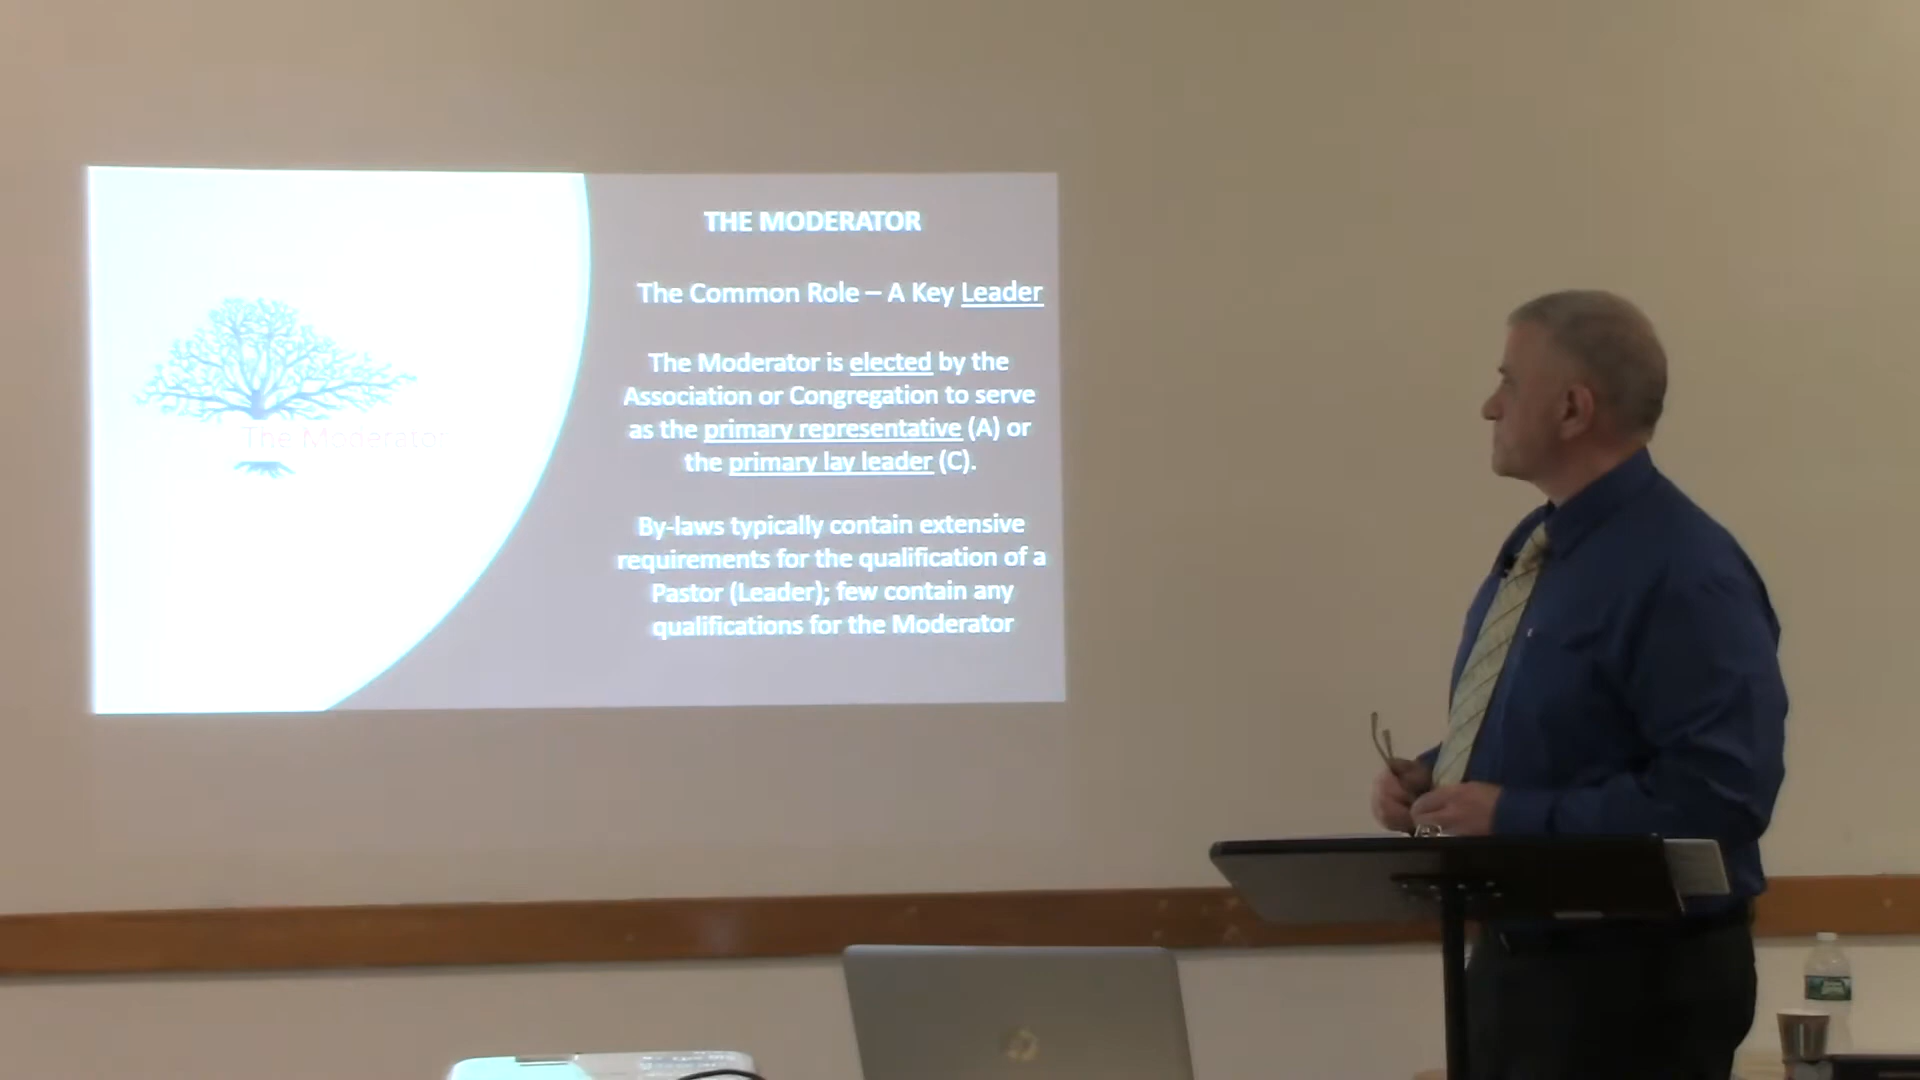 THE MODERATOR
The Common Role – A Key Leader
The Moderator is elected by the
Association or Congregation to serve
as the primary representative (A) or
the primary lay leader (C).
By-laws typically contain extensive
requirements for the qualification of a
Pastor (Leader); few contain any
qualifications for the Moderator
The Moderator